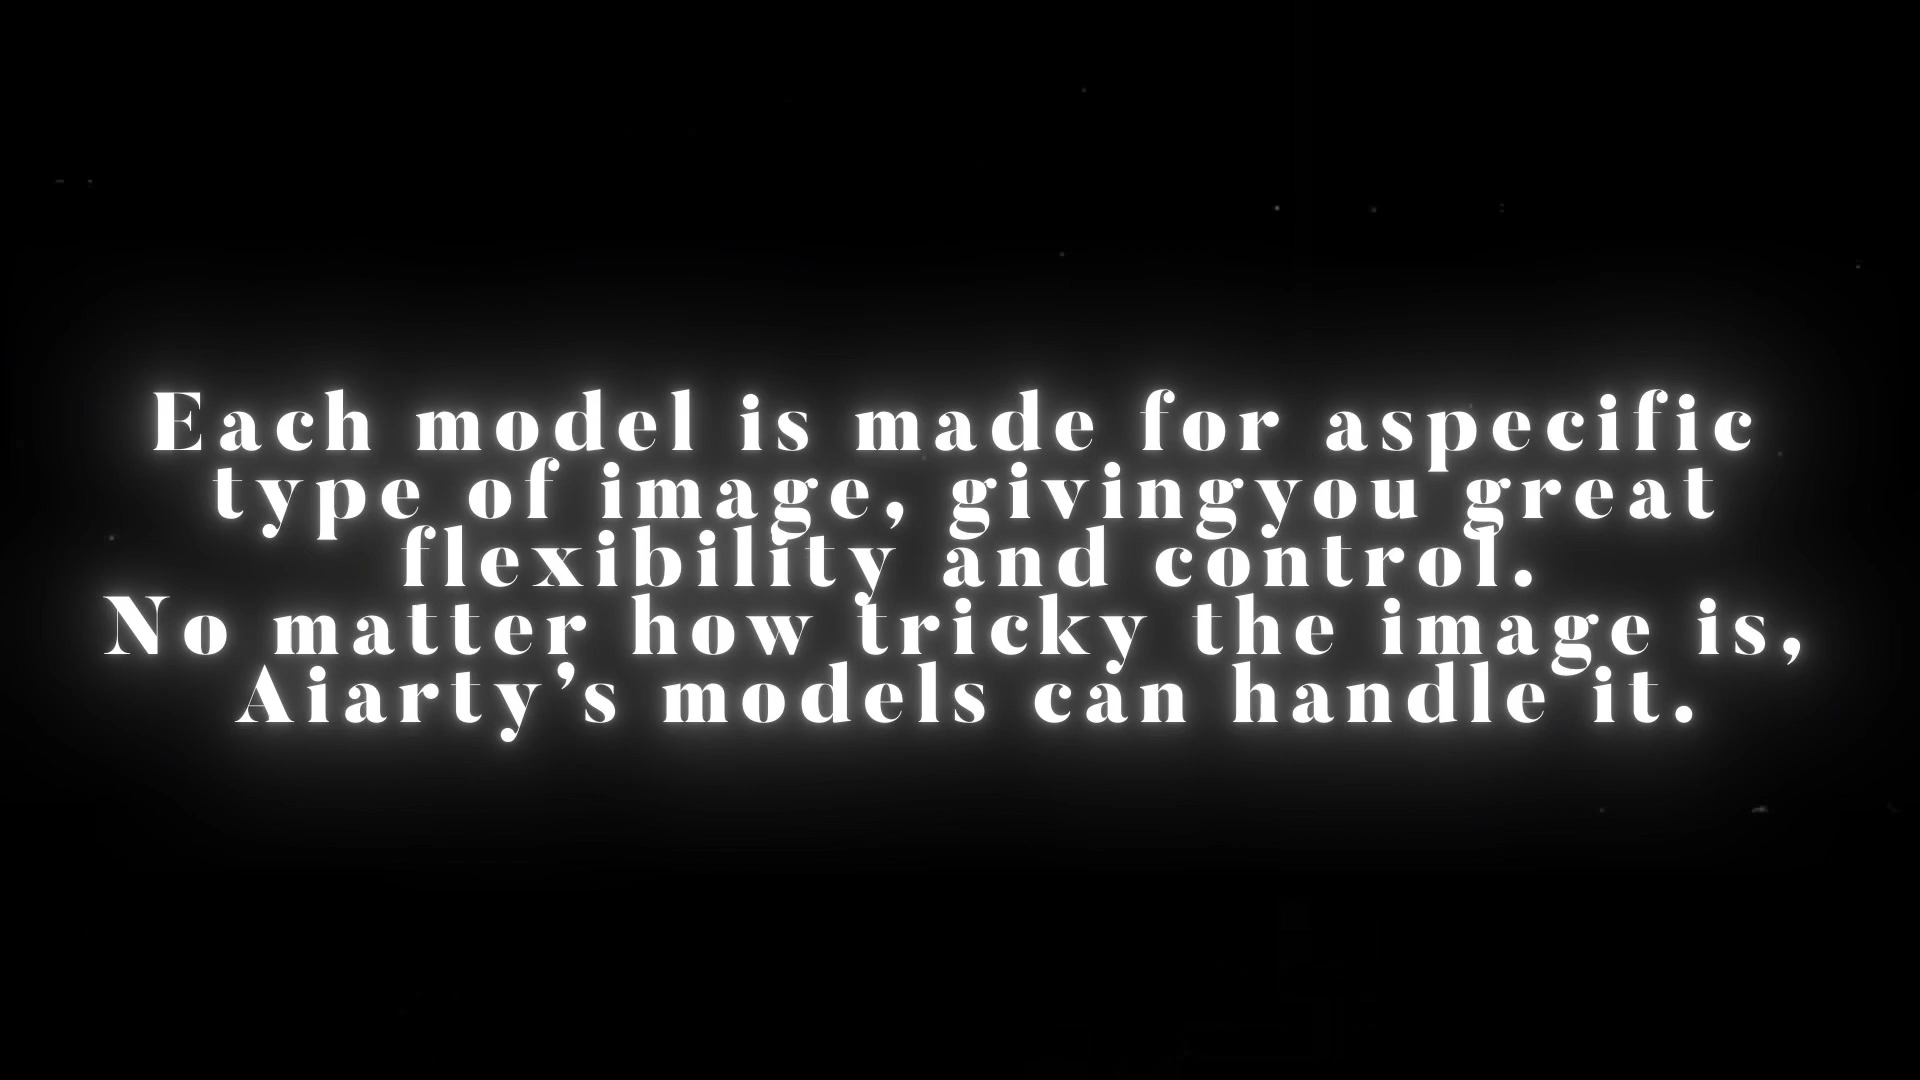 Each model is made for aspecific
type of image, givingyou great
flexibility and control.
No matter how tricky the image is,
Aiarty’s models can handle it.